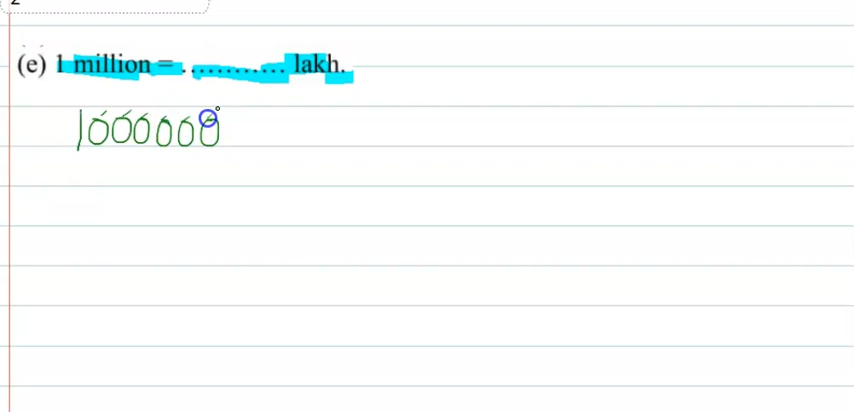 (e) 1 million = ............ lakh.
1000000